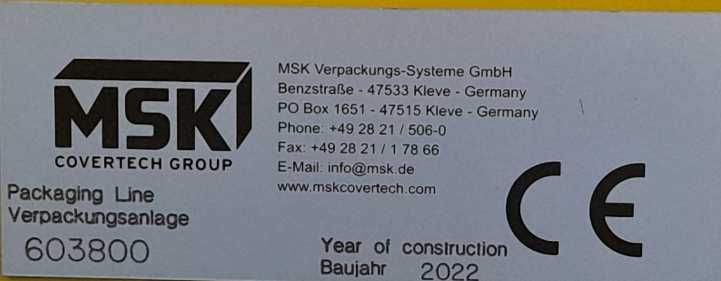 MSK
COVERTECH GROUP
MSK Verpackungs-Systeme GmbH
Benzstraße - 47533 Kleve - Germany
PO Box 1651 - 47515 Kleve - Germany
Phone: +49 28 21 / 506-0
Fax: +49 28 21 / 1 78 66
E-Mail: info@msk.de
www.mskcovertech.com
Packaging Line
Verpackungsanlage
603800
Year of construction
Baujahr 2022
CE